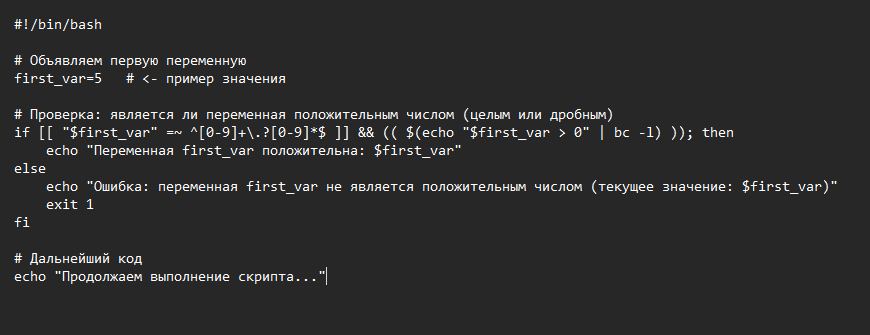 #!/bin/bash
# Объявляем первую переменную
first_var=5   # <- пример значения
# Проверка: является ли переменная положительным числом (целым или дробным)
if [[ "$first_var" =~ ^[0-9]+\.?[0-9]*$ ]] && (( $(echo "$first_var > 0" | bc -l) )); then
    echo "Переменная first_var положительна: $first_var"
else
    echo "Ошибка: переменная first_var не является положительным числом (текущее значение: $first_var)"
    exit 1
fi
# Дальнейший код
echo "Продолжаем выполнение скрипта..."